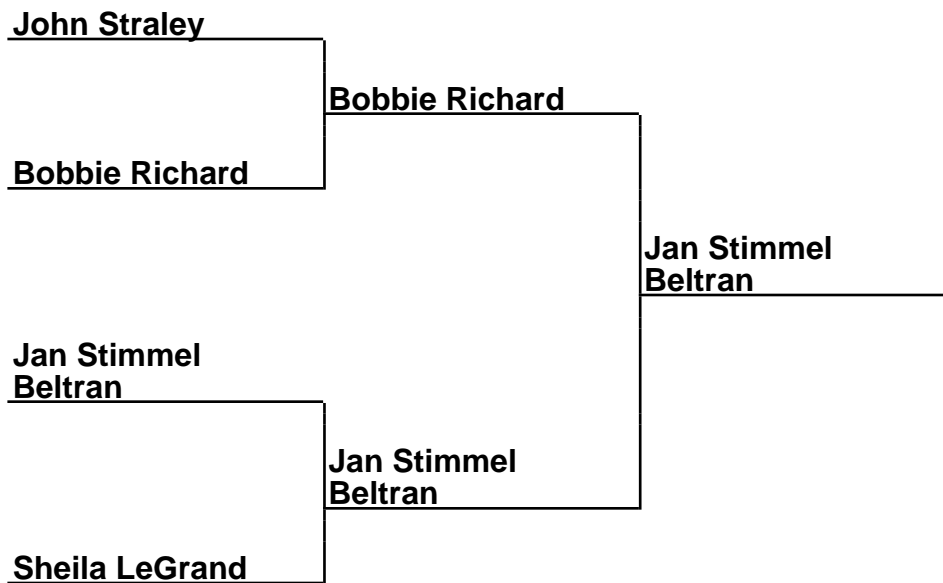 John Straley
Bobbie Richard
Bobbie Richard
Jan Stimmel
Beltran
Jan Stimmel
Beltran
Jan Stimmel
Beltran
Sheila LeGrand